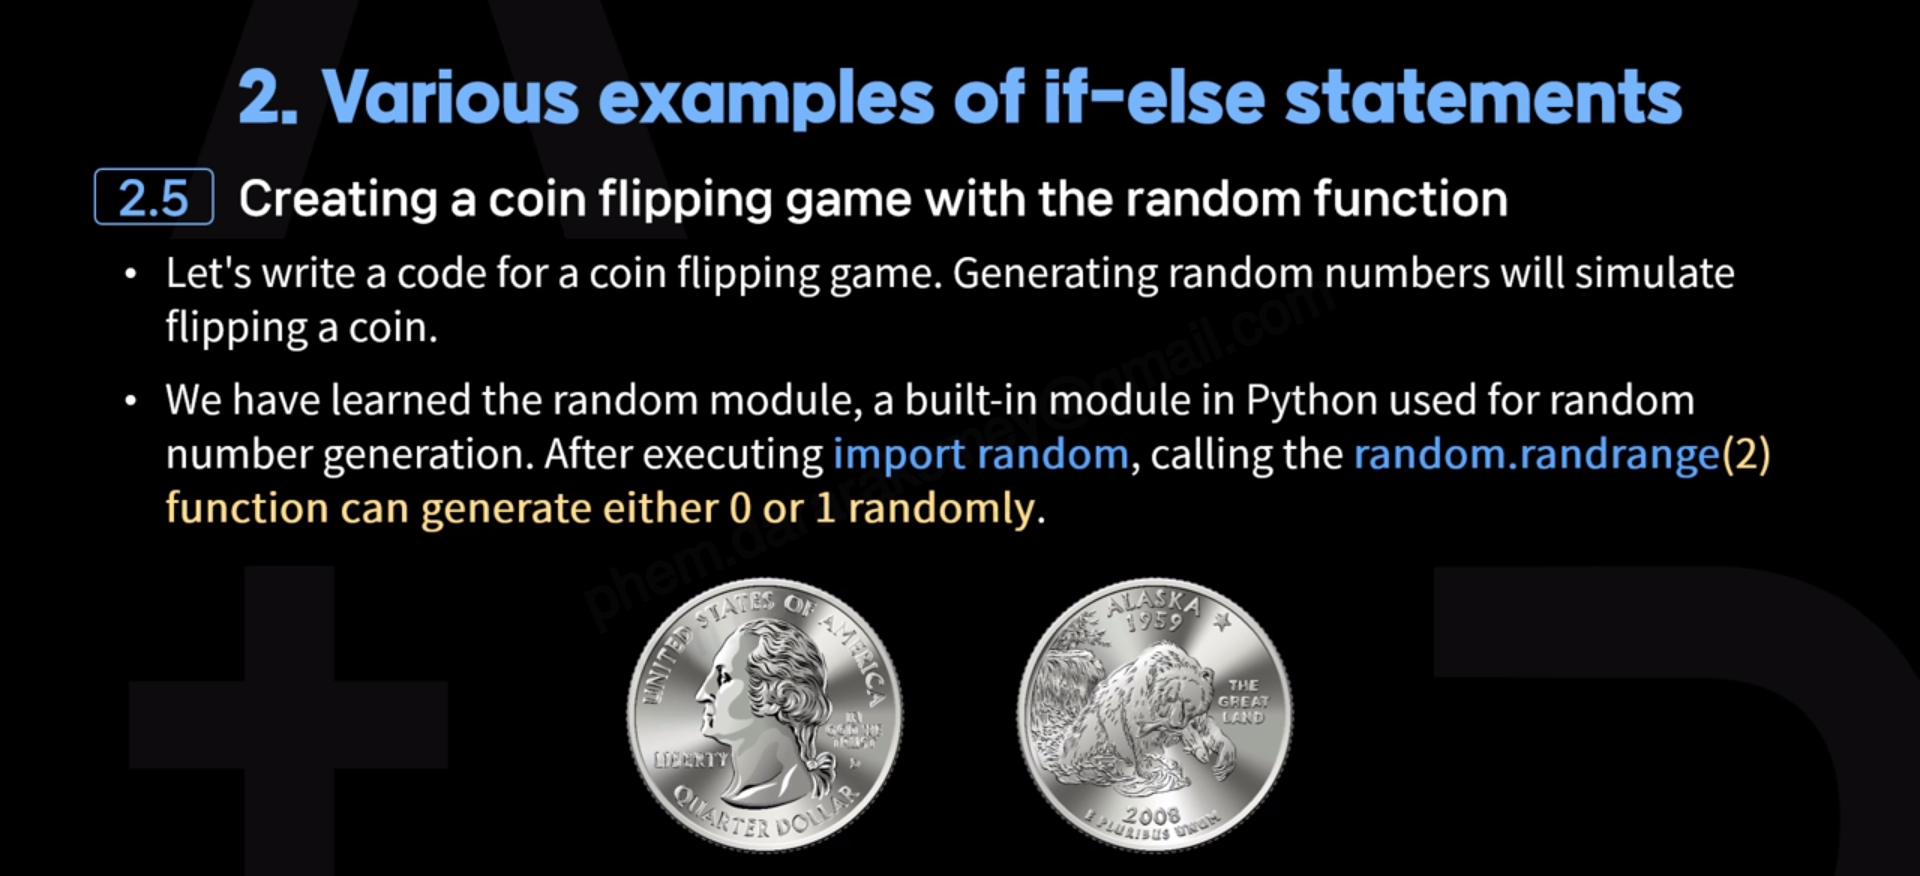 2. Various examples of if-else statements
2.5 Creating a coin flipping game with the random function
• Let's write a code for a coin flipping game. Generating random numbers will simulate
flipping a coin.
• We have learned the random module, a built-in module in Python used for random
number generation. After executing import random, calling the random.randrange(2)
function can generate either 0 or 1 randomly.
UNITED STATES OF AMERICA
IN
GOD WE
TRUST
LIBERTY
QUARTER DOLLAR
ALASKA
1959
THE
GREAT
LAND
2008
E PLURIBUS UNUM